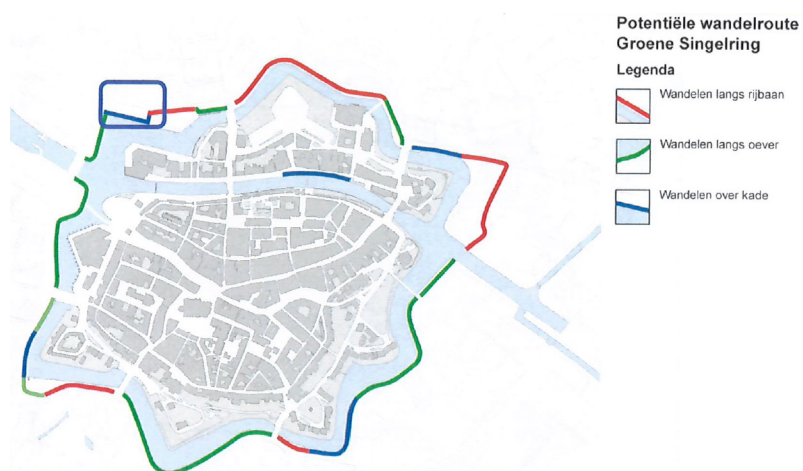 Potentiële wandelroute
Groene Singelring
Legenda
Wandelen langs rijbaan
Wandelen langs oever
Wandelen over kade